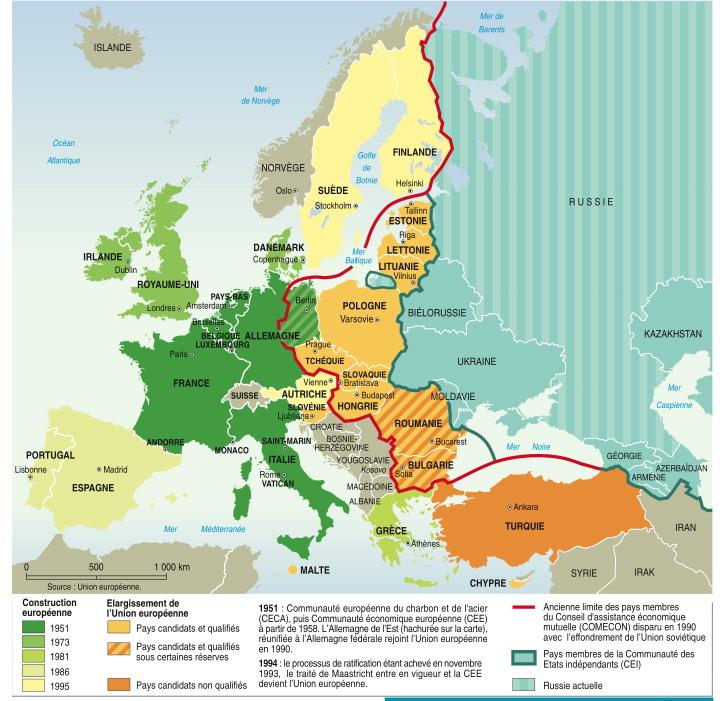 Mer de
Barents
ISLANDE
Mer
de Norvège
Océan
Atlantique
FINLANDE
Golfe
de
Botnie
NORVÈGE
Oslo
SUÈDE
Helsinki
Stockholm
RUSSIE
Tallinn
ESTONIE
Riga
LETTONIE
LITUANIE
Vilnius
DANEMARK
Copenhague
Mer
Baltique
IRLANDE
Dublin
ROYAUME-UNI
Londres
PAYS-BAS
Amsterdam
Berlin
POLOGNE
Varsovie
BIÉLORUSSIE
Bruxelles
BELGIQUE
LUXEMBOURG
ALLEMAGNE
KAZAKHSTAN
Paris
Prague
TCHÉQUIE
UKRAINE
FRANCE
SLOVAQUIE
Vienne
Bratislava
SUISSE
AUTRICHE
Budapest
MOLDAVIE
Mer
Caspienne
SLOVÉNIE
Ljubljana
HONGRIE
CROATIE
ROUMANIE
ANDORRE
MONACO
SAINT-MARIN
BOSNIE-
HERZÉGOVINE
Bucarest
Mer Noire
PORTUGAL
Lisbonne
Madrid
ESPAGNE
ITALIE
Rome
VATICAN
YOUGOSLAVIE
Kosovo
Sofia
BULGARIE
GÉORGIE
AZERBAÏDJAN
ARMÉNIE
MACÉDOINE
ALBANIE
Ankara
TURQUIE
Mer Méditerranée
GRÈCE
Athènes
IRAN
MALTE
CHYPRE
SYRIE
IRAK
0 500 1 000 km
Source : Union européenne.
Construction
européenne
1951
1973
1981
1986
1995
Elargissement de
l'Union européenne
Pays candidats et qualifiés
Pays candidats et qualifiés
sous certaines réserves
Pays candidats non qualifiés
1951 : Communauté européenne du charbon et de l'acier
(CECA), puis Communauté économique européenne (CEE)
à partir de 1958. L'Allemagne de l'Est (hachurée sur la carte),
réunifiée à l'Allemagne fédérale rejoint l'Union européenne
en 1990.
1994 : le processus de ratification étant achevé en novembre
1993, le traité de Maastricht entre en vigueur et la CEE
devient l'Union européenne.
Ancienne limite des pays membres
du Conseil d'assistance économique
mutuelle (COMECON) disparu en 1990
avec l'effondrement de l'Union soviétique
Pays membres de la Communauté des
Etats indépendants (CEI)
Russie actuelle